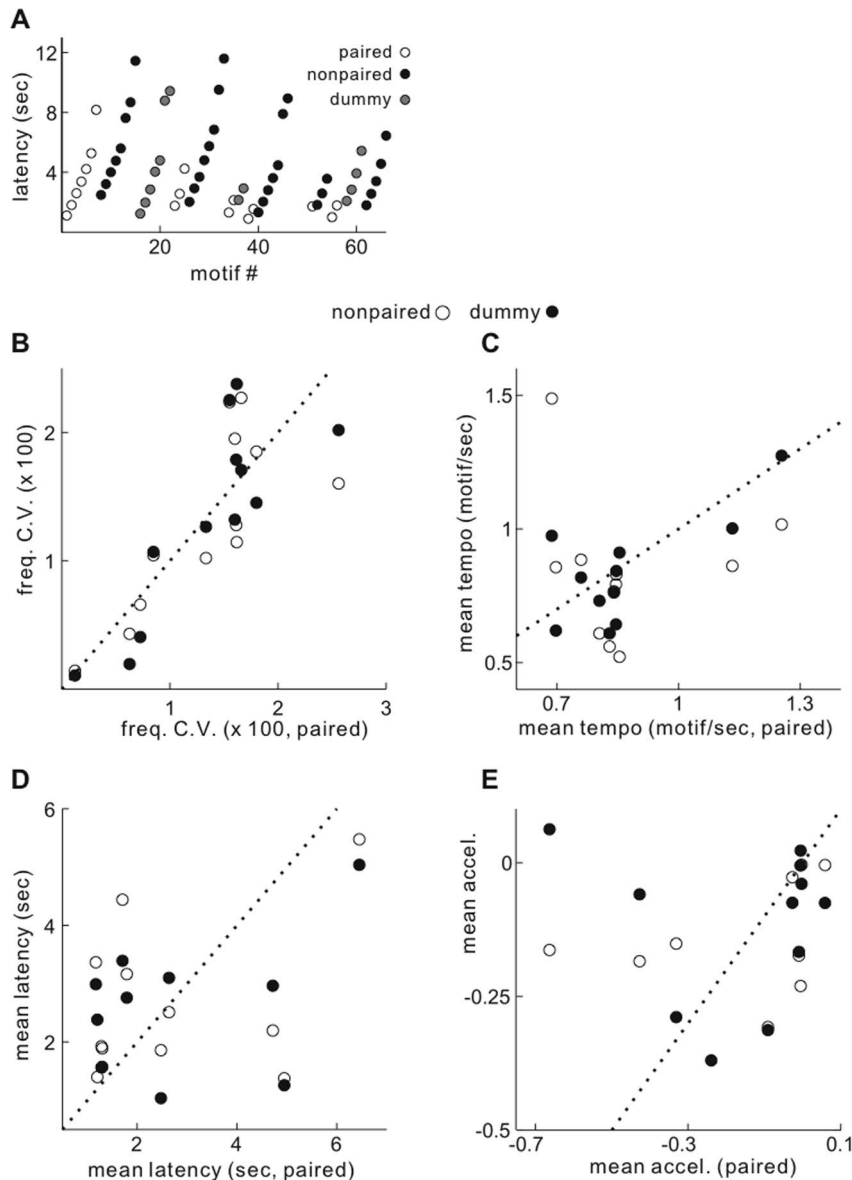 A
latency (sec)
12
8
4
paired
nonpaired
dummy
20
40
60
motif #
nonpaired
dummy
B
freq. C.V. (x 100)
2
1
1
2
3
freq. C.V. (x 100, paired)
C
mean tempo (motif/sec)
1.5
1
0.5
0.7
1
1.3
mean tempo (motif/sec, paired)
D
mean latency (sec)
6
4
2
2
4
6
mean latency (sec, paired)
E
mean accel.
0
-0.25
-0.5
-0.7
-0.3
0.1
mean accel. (paired)